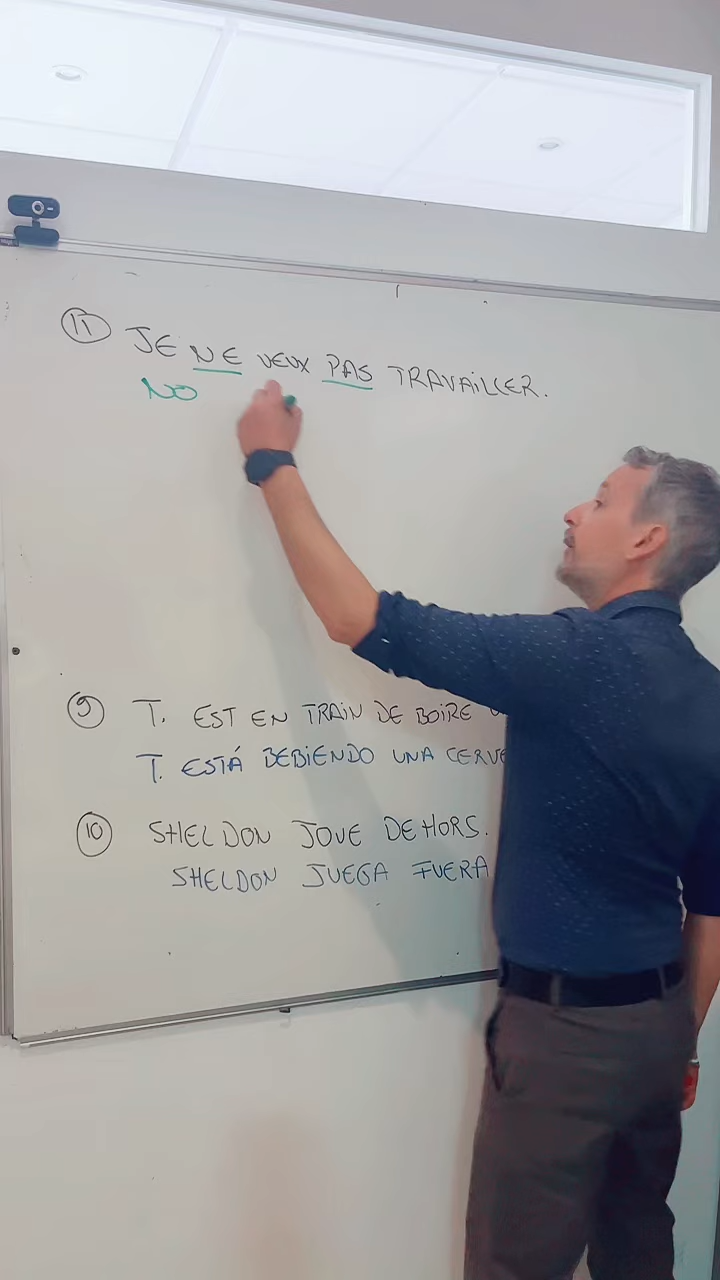 11 JE NE VEUX PAS TRAVAILLER.
NO
9 T. EST EN TRAIN DE BOIRE
T. ESTÁ BEBIENDO UNA CERVE
10 SHELDON JOUE DEHORS.
SHELDON JUEGA FUERA